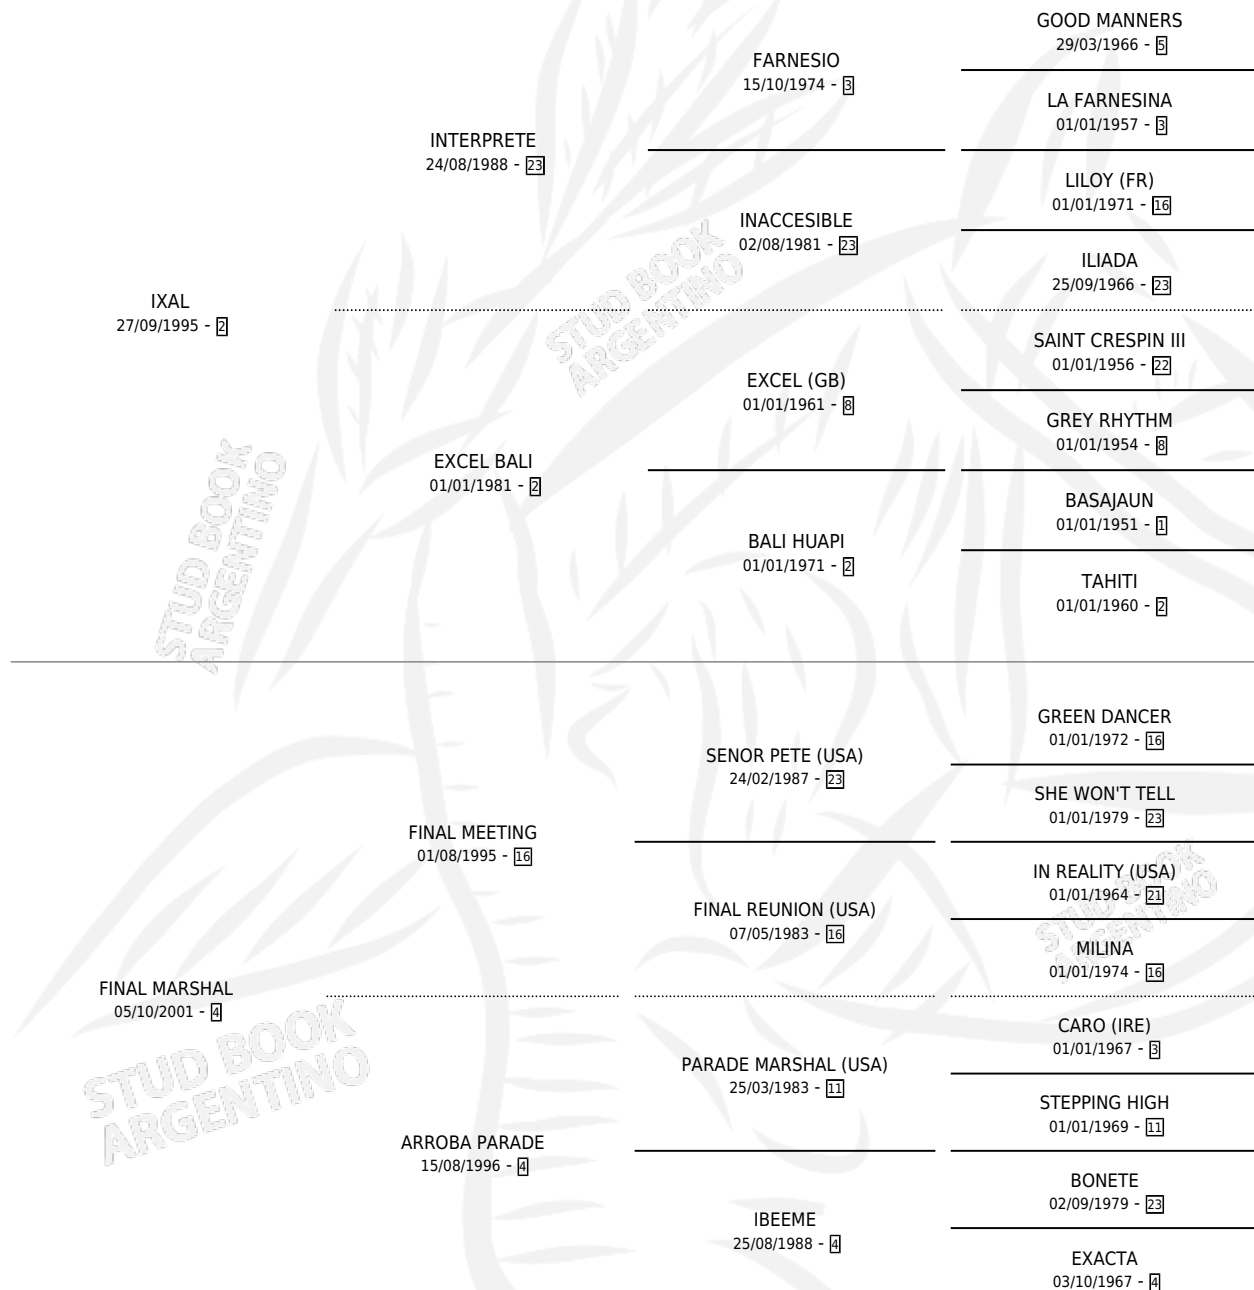 GOOD MANNERS
29/03/1966 - 5
FARNESIO
15/10/1974 - 3
LA FARNESINA
01/01/1957 - 3
INTERPRETE
24/08/1988 - 23
LILOY (FR)
01/01/1971 - 16
INACCESIBLE
02/08/1981 - 23
ILIADA
25/09/1966 - 23
IXAL
27/09/1995 - 2
STUD BOOK
ARGENTINO
SAINT CRESPIN III
01/01/1956 - 22
EXCEL (GB)
01/01/1961 - 8
GREY RHYTHM
01/01/1954 - 8
EXCEL BALI
01/01/1981 - 2
STUD BOOK
ARGENTINO
BASAJAUN
01/01/1951 - 1
BALI HUAPI
01/01/1971 - 2
TAHITI
01/01/1960 - 2
GREEN DANCER
01/01/1972 - 16
SENOR PETE (USA)
24/02/1987 - 23
SHE WON'T TELL
01/01/1979 - 23
FINAL MEETING
01/08/1995 - 16
IN REALITY (USA)
01/01/1964 - 21
STUD BOOK
ARGENTINO
FINAL REUNION (USA)
07/05/1983 - 16
MILINA
01/01/1974 - 16
FINAL MARSHAL
05/10/2001 - 4
STUD BOOK
ARGENTINO
CARO (IRE)
01/01/1967 - 3
PARADE MARSHAL (USA)
25/03/1983 - 11
STEPPING HIGH
01/01/1969 - 11
ARROBA PARADE
15/08/1996 - 4
BONETE
02/09/1979 - 23
IBEEME
25/08/1988 - 4
EXACTA
03/10/1967 - 4